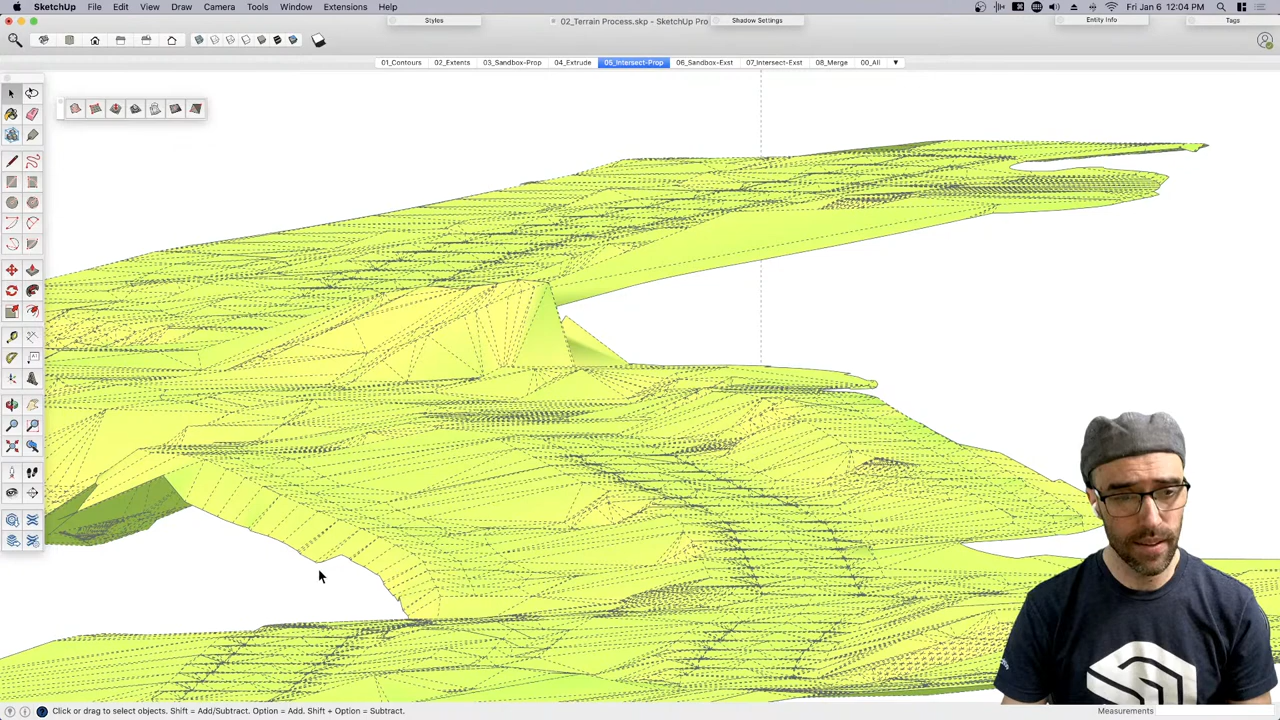 SketchUp File Edit View Camera Draw Tools Window Extensions Help Fri Jan 6 12:04 PM
Styles
02_Terrain Process.skp - SketchUp Pro
Shadow Settings
Entity Info
Tags
01_Contours 02_Extents 03_Sandbox-Prop 04_Extrude 05_Intersect-Prop 06_Sandbox-Exst 07_Intersect-Exst 08_Merge 00_All
Click or drag to select objects. Shift = Add/Subtract. Option = Add. Shift + Option = Subtract.
Measurements